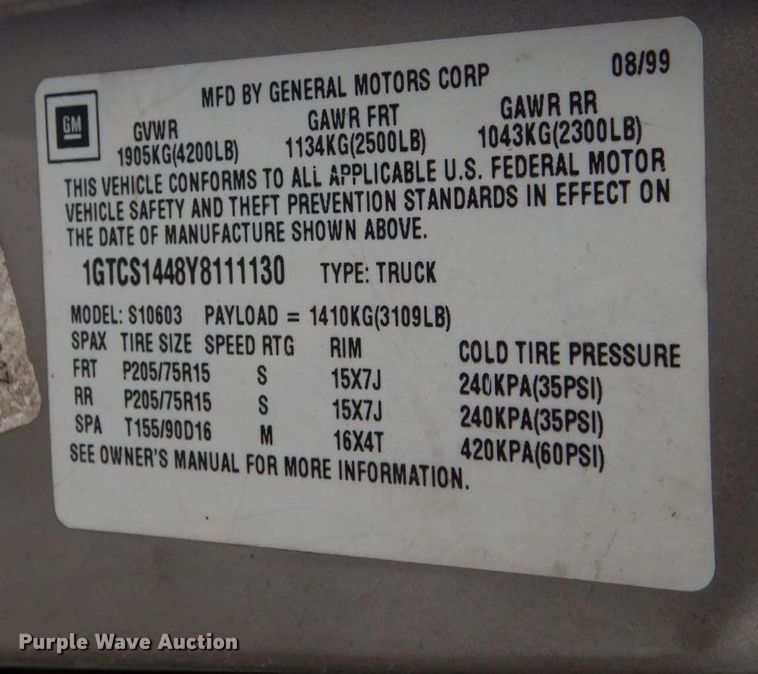 MFD BY GENERAL MOTORS CORP 08/99
GM
GVWR GAWR FRT GAWR RR
1905KG(4200LB) 1134KG(2500LB) 1043KG(2300LB)
THIS VEHICLE CONFORMS TO ALL APPLICABLE U.S. FEDERAL MOTOR
VEHICLE SAFETY AND THEFT PREVENTION STANDARDS IN EFFECT ON
THE DATE OF MANUFACTURE SHOWN ABOVE.
1GTCS1448Y8111130 TYPE: TRUCK
MODEL: S10603 PAYLOAD = 1410KG(3109LB)
SPAX TIRE SIZE SPEED RTG RIM COLD TIRE PRESSURE
FRT P205/75R15 S 15X7J 240KPA(35PSI)
RR P205/75R15 S 15X7J 240KPA(35PSI)
SPA T155/90D16 M 16X4T 420KPA(60PSI)
SEE OWNER'S MANUAL FOR MORE INFORMATION.
Purple Wave Auction